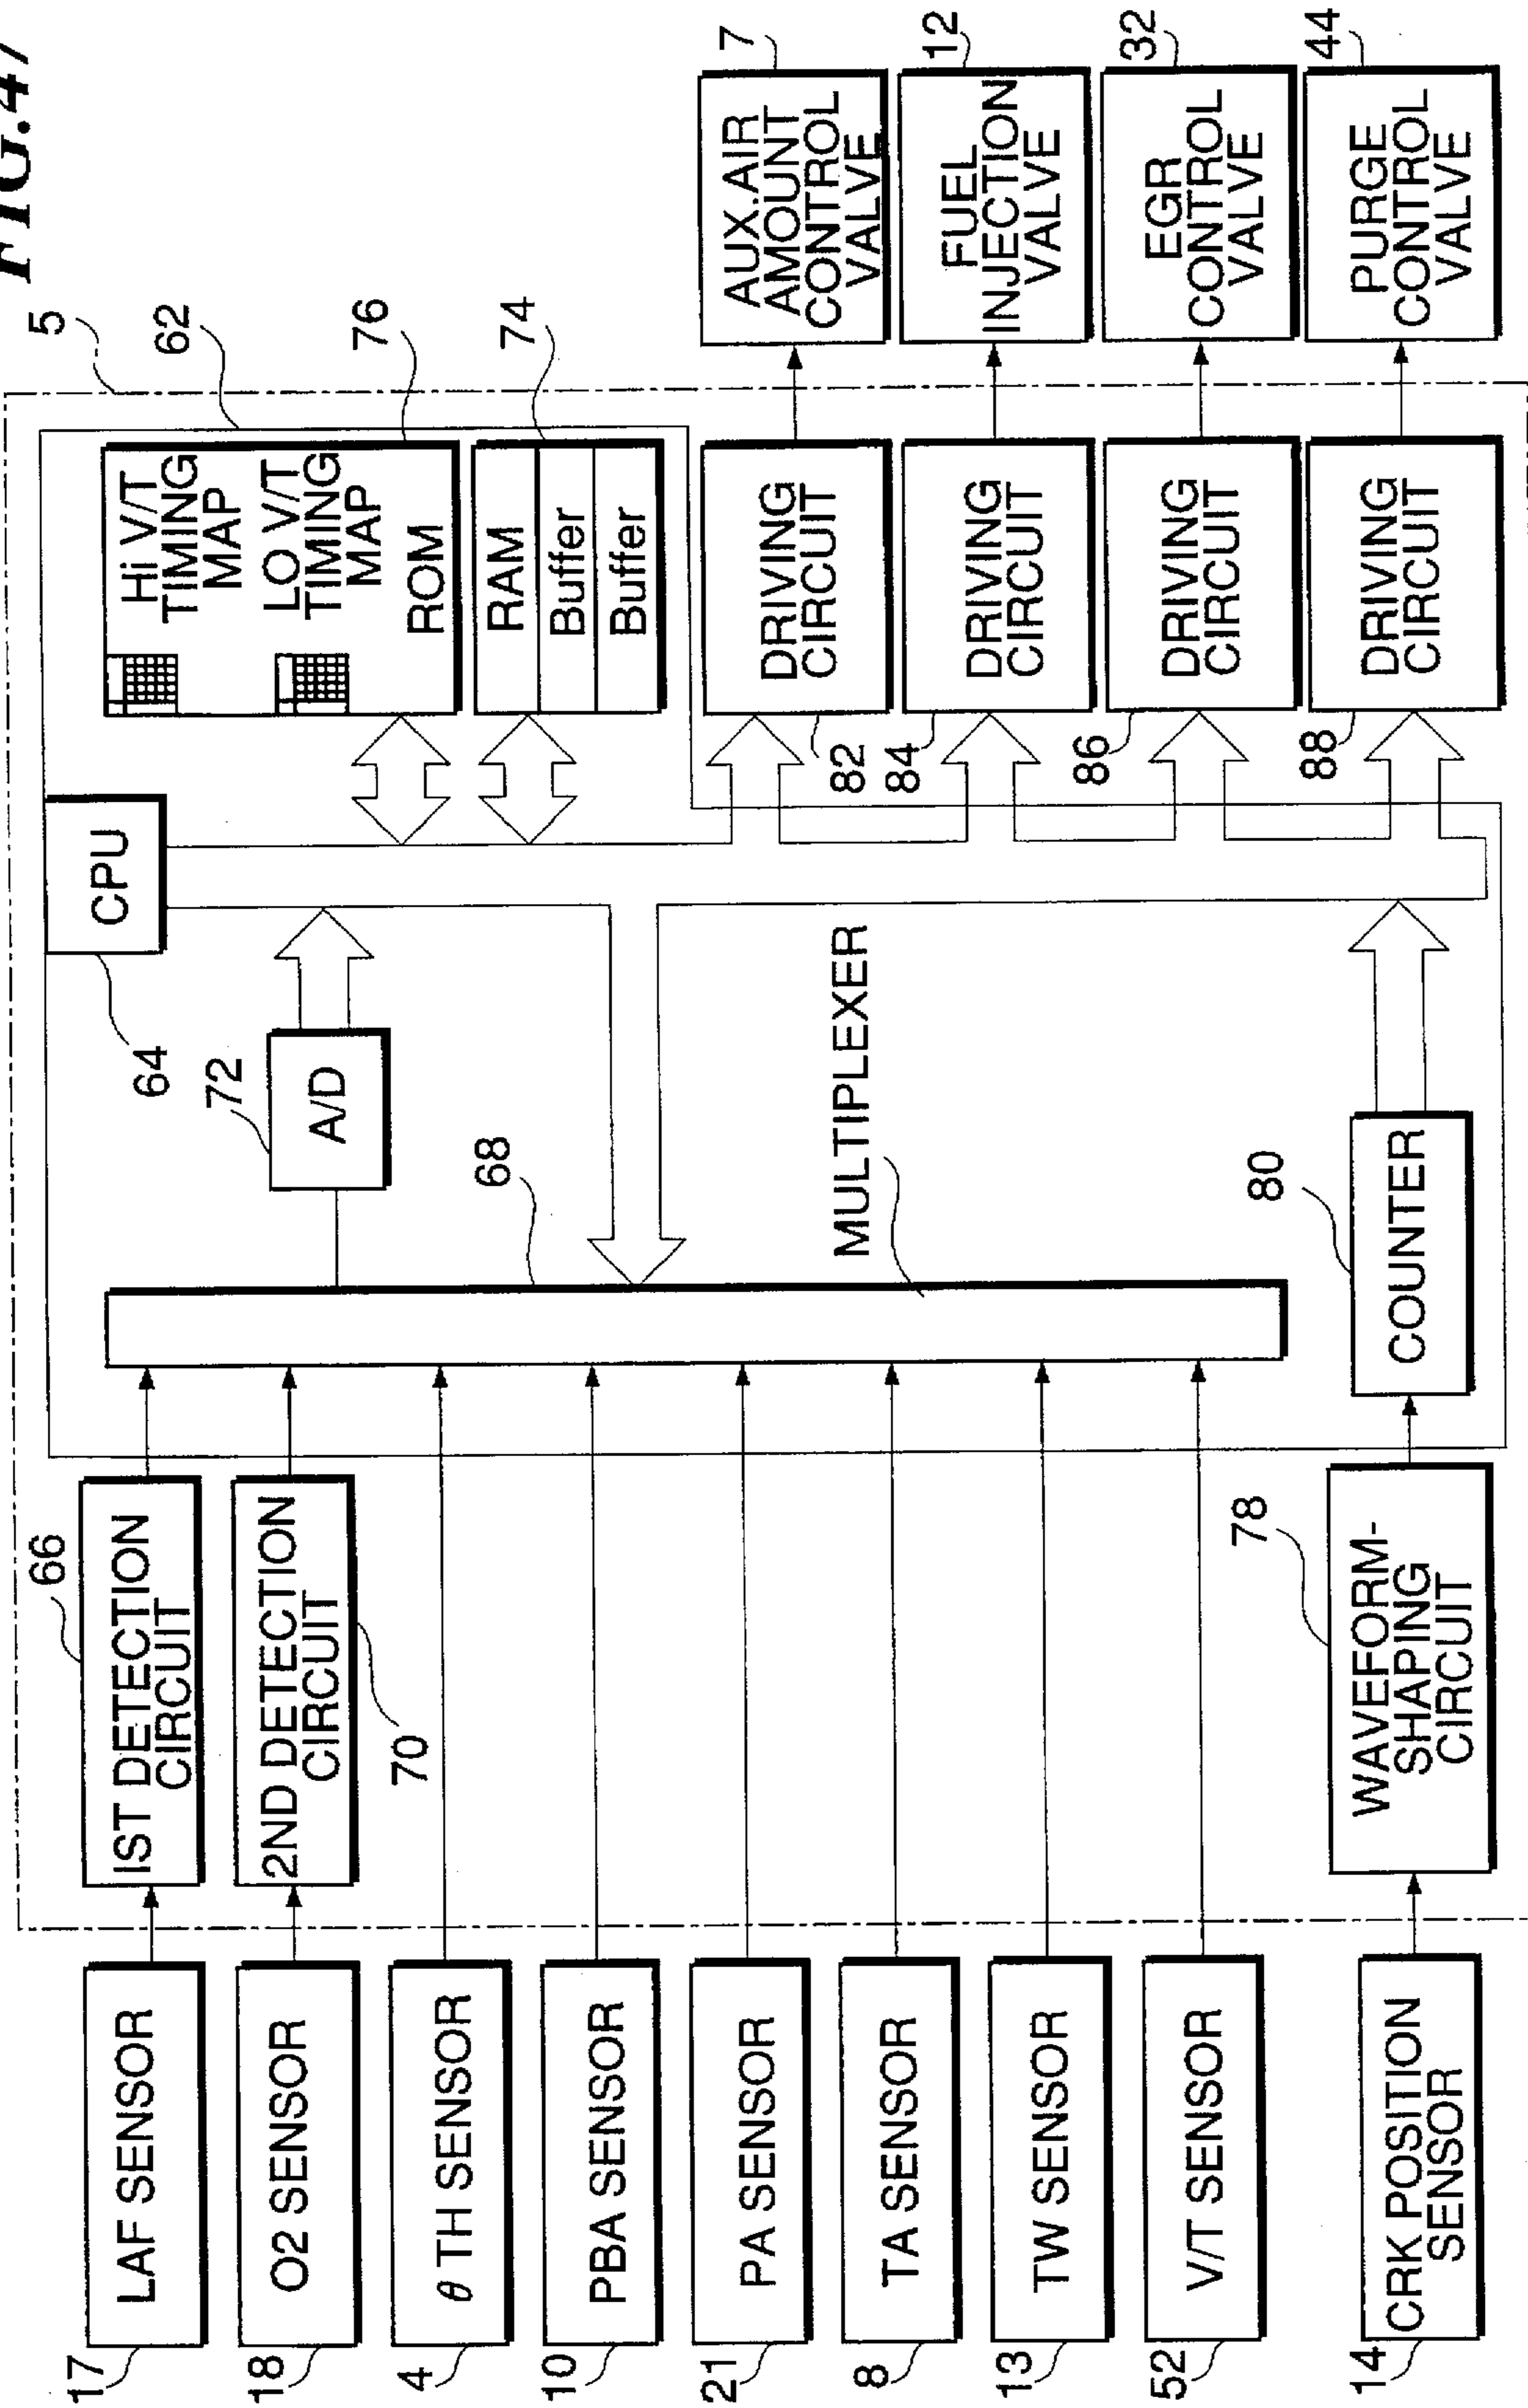 FIG.47
5
62
76
74
Hi V/T
TIMING
MAP
LO V/T
TIMING
MAP
ROM
RAM
Buffer
Buffer
CPU
64
72
A/D
68
MULTIPLEXER
66
IST DETECTION
CIRCUIT
2ND DETECTION
CIRCUIT
70
17
LAF SENSOR
18
O2 SENSOR
4
θ TH SENSOR
10
PBA SENSOR
21
PA SENSOR
8
TA SENSOR
13
TW SENSOR
52
V/T SENSOR
14
CRK POSITION
SENSOR
78
WAVEFORM-
SHAPING
CIRCUIT
80
COUNTER
82
DRIVING
CIRCUIT
84
DRIVING
CIRCUIT
86
DRIVING
CIRCUIT
88
DRIVING
CIRCUIT
7
AUX.AIR
AMOUNT
CONTROL
VALVE
12
FUEL
INJECTION
VALVE
32
EGR
CONTROL
VALVE
44
PURGE
CONTROL
VALVE